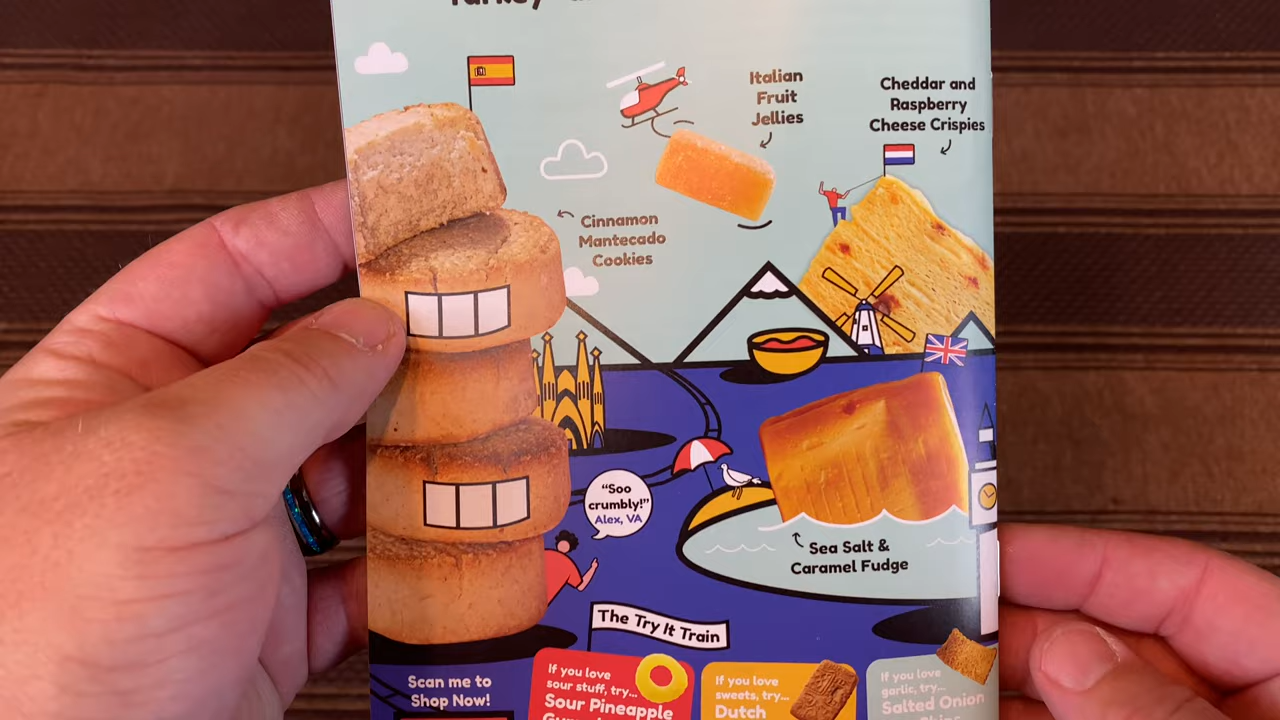 Turkey
Italian
Fruit
Jellies
Cheddar and
Raspberry
Cheese Crispies
Cinnamon
Mantecado
Cookies
"Soo
crumbly!"
Alex, VA
Sea Salt &
Caramel Fudge
The Try It Train
Scan me to
Shop Now!
If you love
sour stuff, try...
Sour Pineapple
If you love
sweets, try...
Dutch
If you love
garlic, try...
Salted Onion